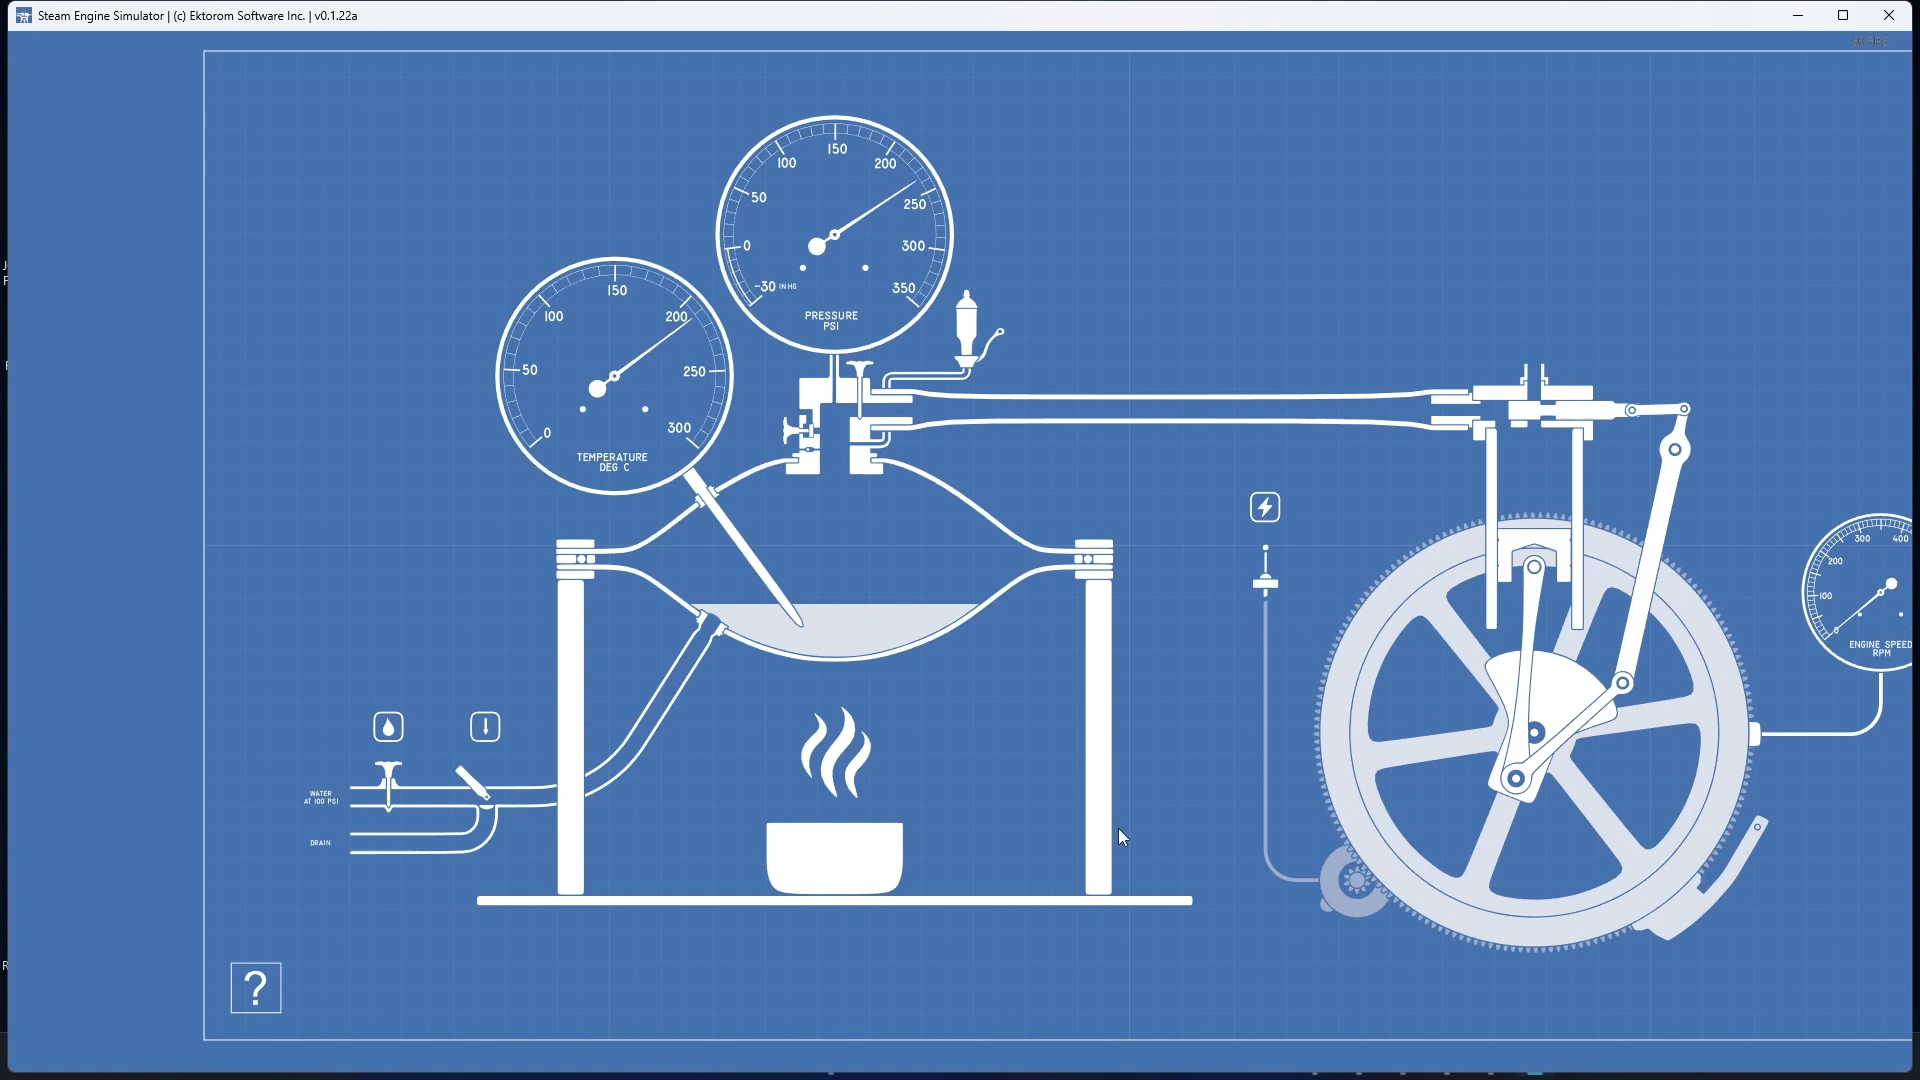 Steam Engine Simulator | (c) Ektorom Software Inc. | v0.1.22a
150
100
200
50
250
0
300
-30 IN HG
350
PRESSURE
PSI
150
100
200
50
250
0
300
TEMPERATURE
DEG C
300
400
200
100
0
ENGINE SPEED
RPM
WATER
AT 100 PSI
DRAIN
?